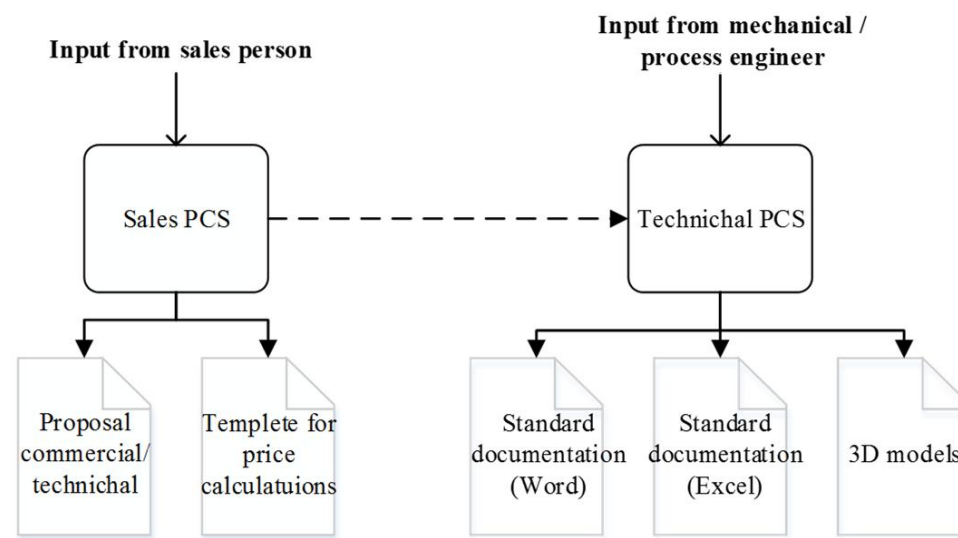 Input from sales person
Input from mechanical /
process engineer
Sales PCS
Technichal PCS
Proposal
commercial/
technichal
Templete for
price
calculatuions
Standard
documentation
(Word)
Standard
documentation
(Excel)
3D models